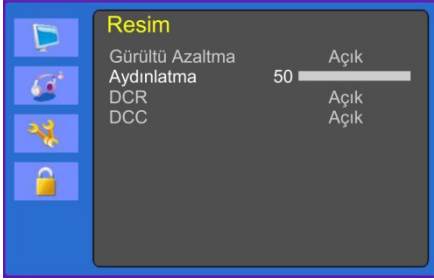 Resim
Gürültü Azaltma Açık
Aydınlatma 50
DCR Açık
DCC Açık